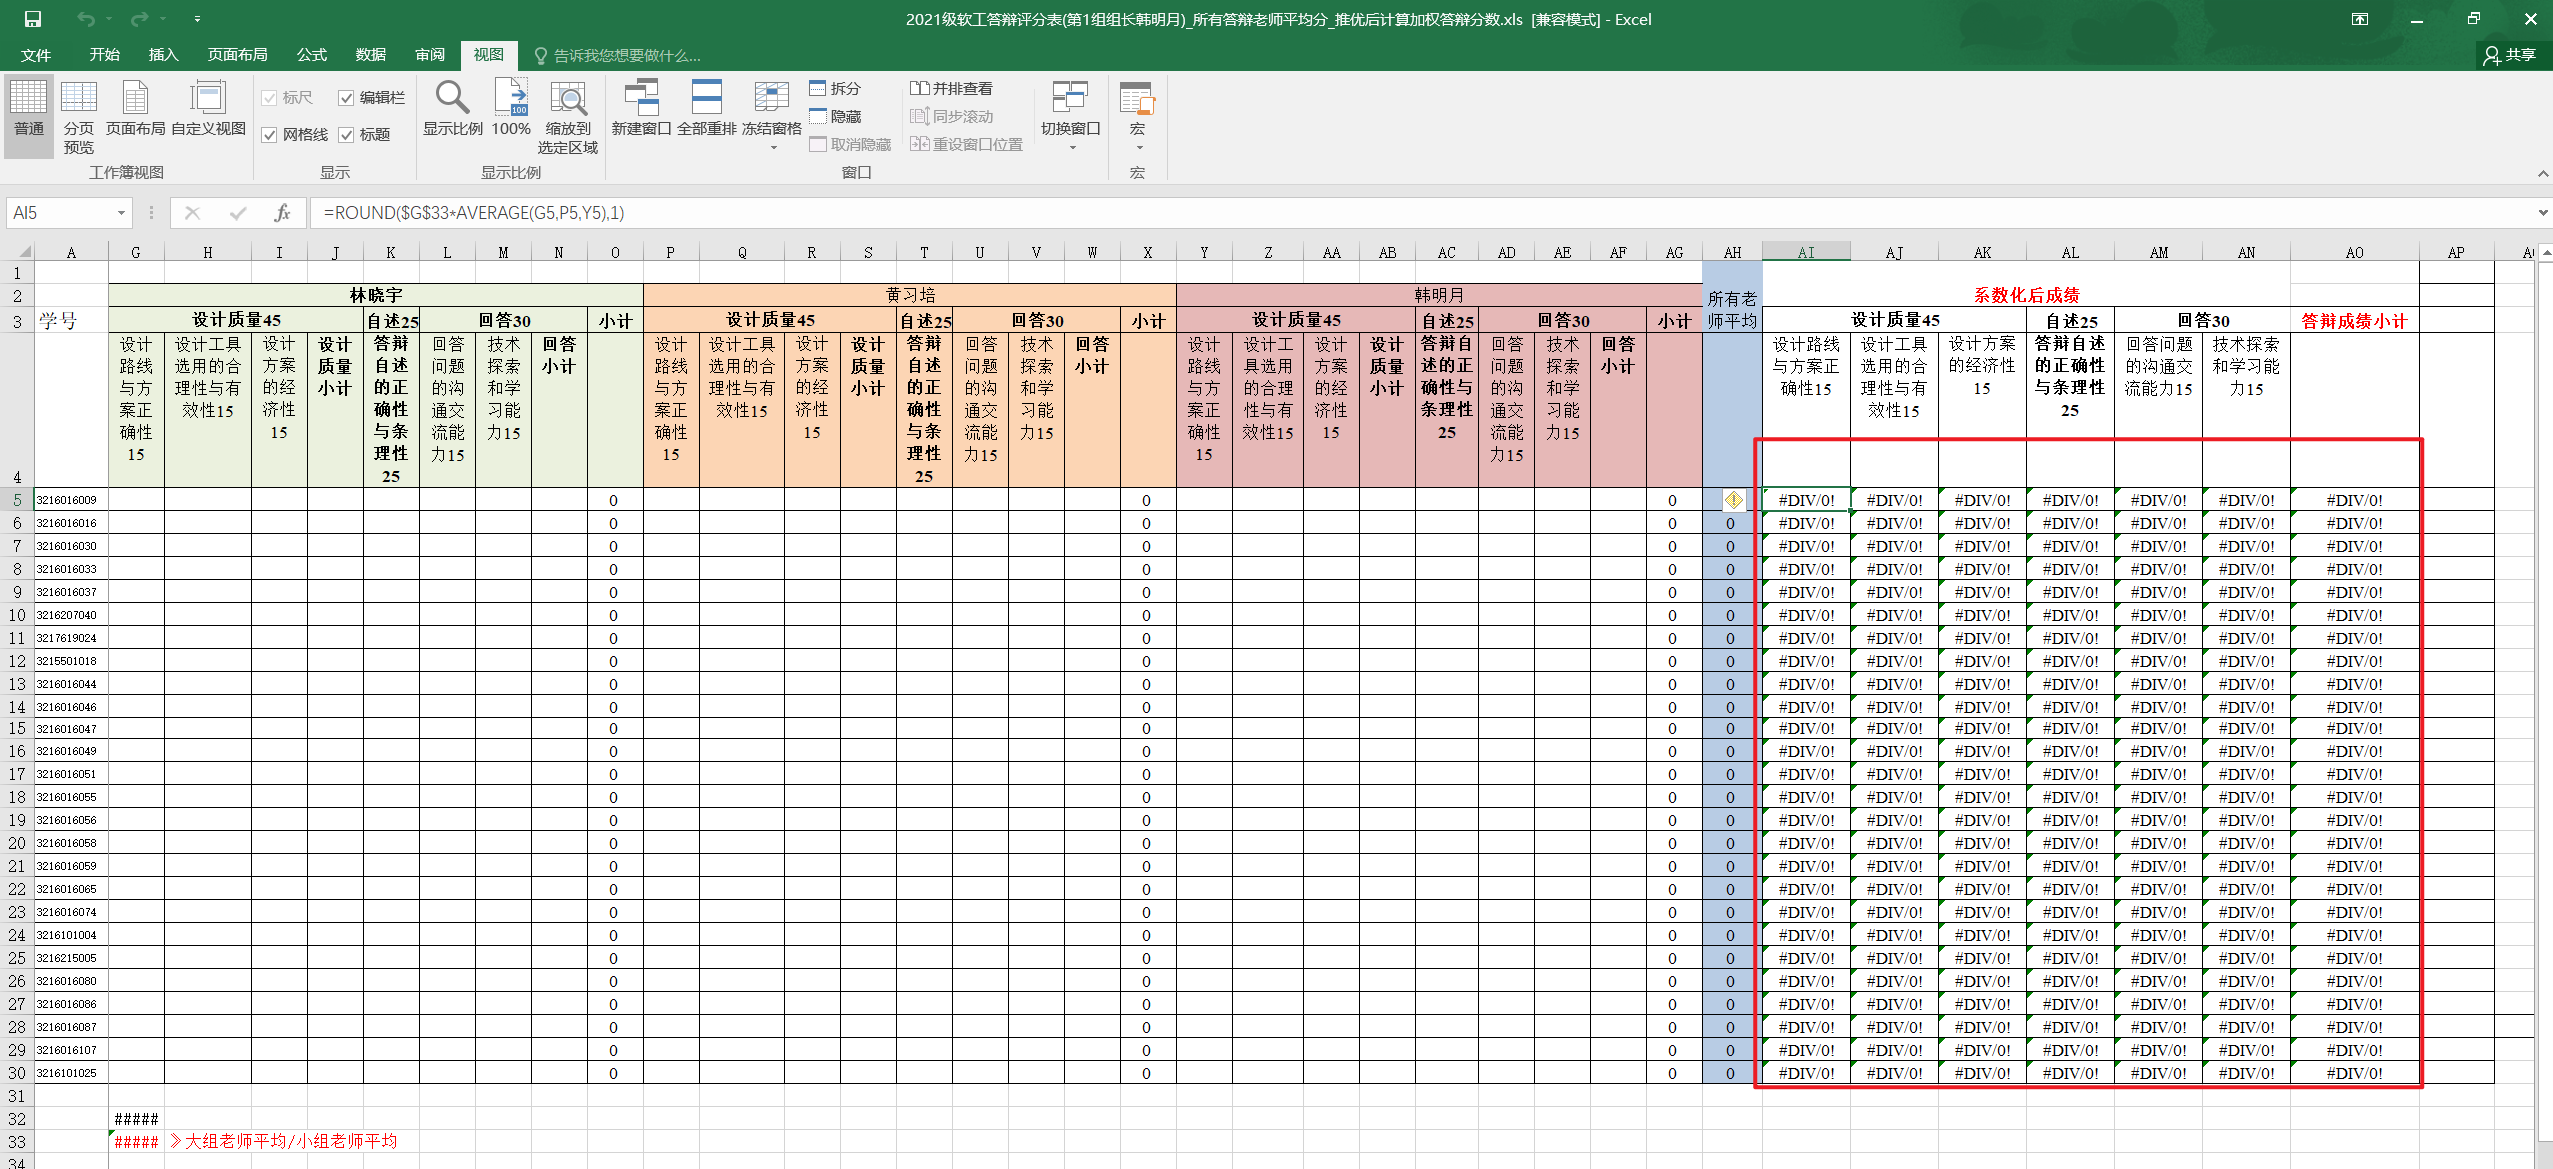 2021级软工答辩评分表(第1组组长韩明月)_所有答辩老师平均分_推优后计算加权答辩分数.xls [兼容模式] - Excel
文件 开始 插入 页面布局 公式 数据 审阅 视图 告诉我您想要做什么... 共享
普通 分页预览 页面布局 自定义视图 标尺 编辑栏 网格线 标题 显示比例 100 100% 缩放到选定区域 新建窗口 全部重排 冻结窗格 拆分 隐藏 取消隐藏 并排查看 同步滚动 重设窗口位置 切换窗口 宏
工作簿视图 显示 显示比例 窗口 宏
AI5 fx =ROUND($G$33*AVERAGE(G5,P5,Y5),1)
A G H I J K L M N O P Q R S T U V W X Y Z AA AB AC AD AE AF AG AH AI AJ AK AL AM AN AO AP
1
2 林晓宇 黄习培 韩明月 所有老师平均 系数化后成绩
3 学号 设计质量45 自述25 回答30 小计 设计质量45 自述25 回答30 小计 设计质量45 自述25 回答30 小计 设计质量45 自述25 回答30 答辩成绩小计
4 设计路线与方案正确性15 设计工具选用的合理性与有效性15 设计方案的经济性15 设计质量小计 答辩自述的正确性与条理性25 回答问题的沟通交流能力15 技术探索和学习能力15 回答小计 设计路线与方案正确性15 设计工具选用的合理性与有效性15 设计方案的经济性15 设计质量小计 答辩自述的正确性与条理性25 回答问题的沟通交流能力15 技术探索和学习能力15 回答小计 设计路线与方案正确性15 设计工具选用的合理性与有效性15 设计方案的经济性15 设计质量小计 答辩自述的正确性与条理性25 回答问题的沟通交流能力15 技术探索和学习能力15 回答小计 设计路线与方案正确性15 设计工具选用的合理性与有效性15 设计方案的经济性15 答辩自述的正确性与条理性25 回答问题的沟通交流能力15 技术探索和学习能力15
5 3216016009 0 0 0 #DIV/0! #DIV/0! #DIV/0! #DIV/0! #DIV/0! #DIV/0! #DIV/0!
6 3216016016 0 0 0 0 #DIV/0! #DIV/0! #DIV/0! #DIV/0! #DIV/0! #DIV/0! #DIV/0!
7 3216016030 0 0 0 0 #DIV/0! #DIV/0! #DIV/0! #DIV/0! #DIV/0! #DIV/0! #DIV/0!
8 3216016033 0 0 0 0 #DIV/0! #DIV/0! #DIV/0! #DIV/0! #DIV/0! #DIV/0! #DIV/0!
9 3216016037 0 0 0 0 #DIV/0! #DIV/0! #DIV/0! #DIV/0! #DIV/0! #DIV/0! #DIV/0!
10 3216207040 0 0 0 0 #DIV/0! #DIV/0! #DIV/0! #DIV/0! #DIV/0! #DIV/0! #DIV/0!
11 3217619024 0 0 0 0 #DIV/0! #DIV/0! #DIV/0! #DIV/0! #DIV/0! #DIV/0! #DIV/0!
12 3215501018 0 0 0 0 #DIV/0! #DIV/0! #DIV/0! #DIV/0! #DIV/0! #DIV/0! #DIV/0!
13 3216016044 0 0 0 0 #DIV/0! #DIV/0! #DIV/0! #DIV/0! #DIV/0! #DIV/0! #DIV/0!
14 3216016046 0 0 0 0 #DIV/0! #DIV/0! #DIV/0! #DIV/0! #DIV/0! #DIV/0! #DIV/0!
15 3216016047 0 0 0 0 #DIV/0! #DIV/0! #DIV/0! #DIV/0! #DIV/0! #DIV/0! #DIV/0!
16 3216016049 0 0 0 0 #DIV/0! #DIV/0! #DIV/0! #DIV/0! #DIV/0! #DIV/0! #DIV/0!
17 3216016051 0 0 0 0 #DIV/0! #DIV/0! #DIV/0! #DIV/0! #DIV/0! #DIV/0! #DIV/0!
18 3216016055 0 0 0 0 #DIV/0! #DIV/0! #DIV/0! #DIV/0! #DIV/0! #DIV/0! #DIV/0!
19 3216016056 0 0 0 0 #DIV/0! #DIV/0! #DIV/0! #DIV/0! #DIV/0! #DIV/0! #DIV/0!
20 3216016058 0 0 0 0 #DIV/0! #DIV/0! #DIV/0! #DIV/0! #DIV/0! #DIV/0! #DIV/0!
21 3216016059 0 0 0 0 #DIV/0! #DIV/0! #DIV/0! #DIV/0! #DIV/0! #DIV/0! #DIV/0!
22 3216016065 0 0 0 0 #DIV/0! #DIV/0! #DIV/0! #DIV/0! #DIV/0! #DIV/0! #DIV/0!
23 3216016074 0 0 0 0 #DIV/0! #DIV/0! #DIV/0! #DIV/0! #DIV/0! #DIV/0! #DIV/0!
24 3216101004 0 0 0 0 #DIV/0! #DIV/0! #DIV/0! #DIV/0! #DIV/0! #DIV/0! #DIV/0!
25 3216215005 0 0 0 0 #DIV/0! #DIV/0! #DIV/0! #DIV/0! #DIV/0! #DIV/0! #DIV/0!
26 3216016080 0 0 0 0 #DIV/0! #DIV/0! #DIV/0! #DIV/0! #DIV/0! #DIV/0! #DIV/0!
27 3216016086 0 0 0 0 #DIV/0! #DIV/0! #DIV/0! #DIV/0! #DIV/0! #DIV/0! #DIV/0!
28 3216016087 0 0 0 0 #DIV/0! #DIV/0! #DIV/0! #DIV/0! #DIV/0! #DIV/0! #DIV/0!
29 3216016107 0 0 0 0 #DIV/0! #DIV/0! #DIV/0! #DIV/0! #DIV/0! #DIV/0! #DIV/0!
30 3216101025 0 0 0 0 #DIV/0! #DIV/0! #DIV/0! #DIV/0! #DIV/0! #DIV/0! #DIV/0!
31
32 #####
33 ##### 》大组老师平均/小组老师平均
34